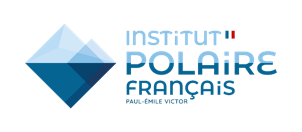 INSTITUT
POLAIRE
FRANÇAIS
PAUL-ÉMILE VICTOR